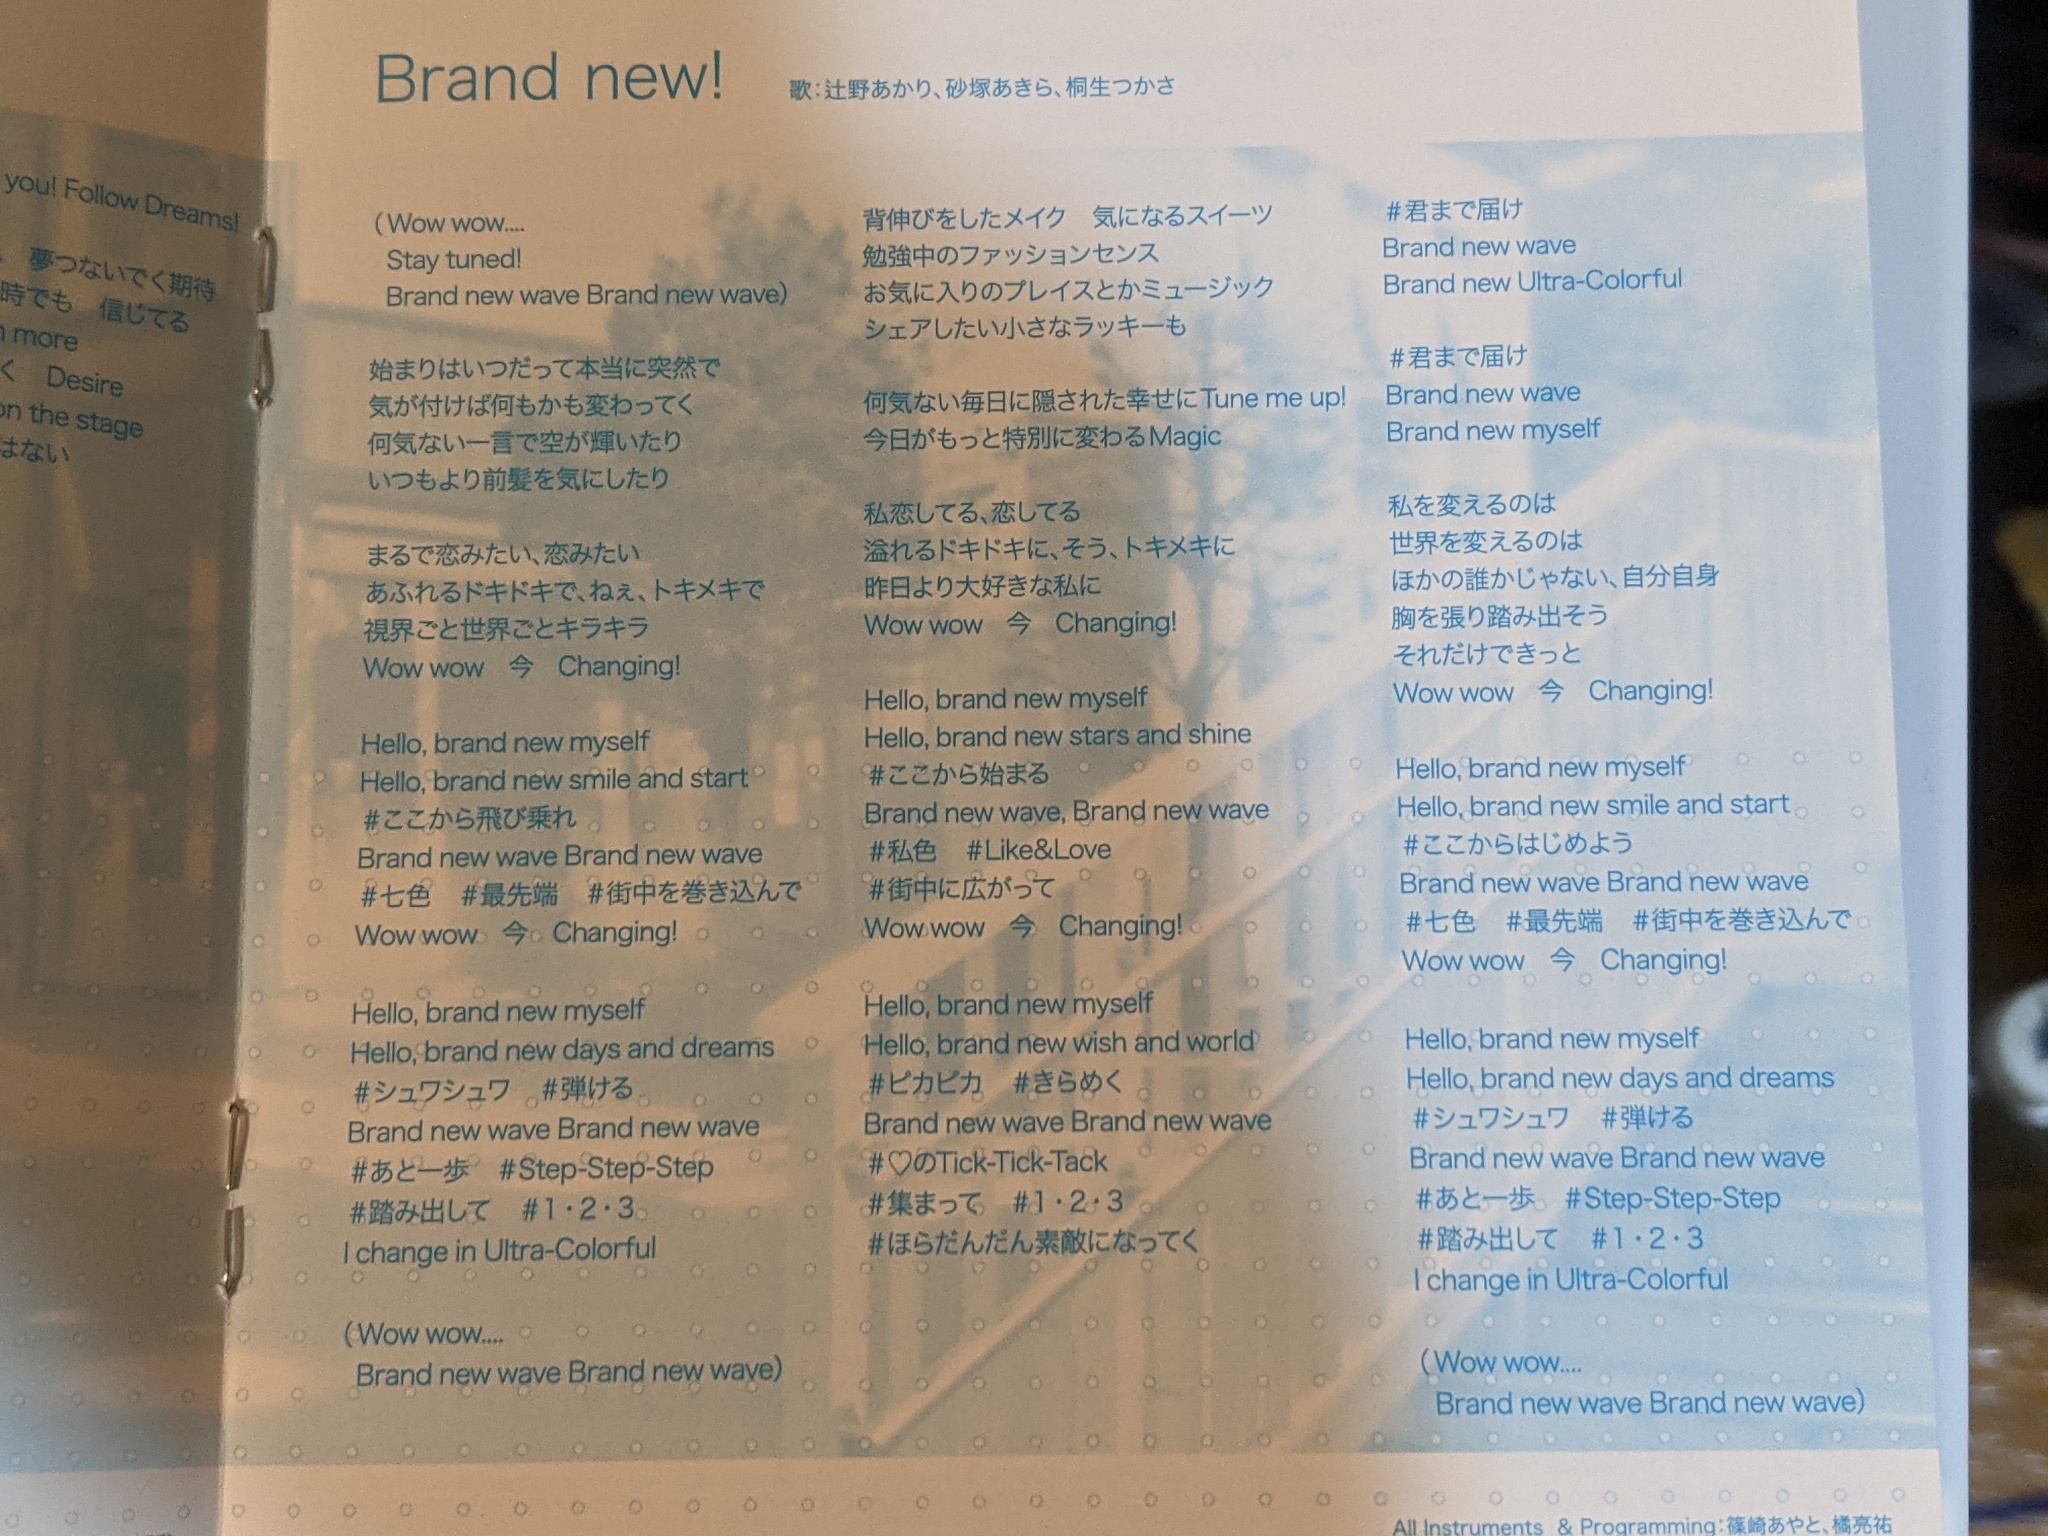 you! Follow Dreams!
夢つないでく期待
時でも　信じてる
more
く　Desire
on the stage
はない
Brand new!　歌：辻野あかり、砂塚あきら、桐生つかさ
（Wow wow....
Stay tuned!
Brand new wave Brand new wave）
始まりはいつだって本当に突然で
気が付けば何もかも変わってく
何気ない一言で空が輝いたり
いつもより前髪を気にしたり
まるで恋みたい、恋みたい
あふれるドキドキで、ねぇ、トキメキで
視界ごと世界ごとキラキラ
Wow wow　今　Changing!
Hello, brand new myself
Hello, brand new smile and start
#ここから飛び乗れ
Brand new wave Brand new wave
#七色　#最先端　#街中を巻き込んで
Wow wow　今　Changing!
Hello, brand new myself
Hello, brand new days and dreams
#シュワシュワ　#弾ける
Brand new wave Brand new wave
#あと一歩　#Step-Step-Step
#踏み出して　#1・2・3
I change in Ultra-Colorful
（Wow wow....
Brand new wave Brand new wave）
背伸びをしたメイク　気になるスイーツ
勉強中のファッションセンス
お気に入りのプレイスとかミュージック
シェアしたい小さなラッキーも
何気ない毎日に隠された幸せにTune me up!
今日がもっと特別に変わるMagic
私恋してる、恋してる
溢れるドキドキに、そう、トキメキに
昨日より大好きな私に
Wow wow　今　Changing!
Hello, brand new myself
Hello, brand new stars and shine
#ここから始まる
Brand new wave, Brand new wave
#私色　#Like&Love
#街中に広がって
Wow wow　今　Changing!
Hello, brand new myself
Hello, brand new wish and world
#ピカピカ　#きらめく
Brand new wave Brand new wave
#♡のTick-Tick-Tack
#集まって　#1・2・3
#ほらだんだん素敵になってく
#君まで届け
Brand new wave
Brand new Ultra-Colorful
#君まで届け
Brand new wave
Brand new myself
私を変えるのは
世界を変えるのは
ほかの誰かじゃない、自分自身
胸を張り踏み出そう
それだけできっと
Wow wow　今　Changing!
Hello, brand new myself
Hello, brand new smile and start
#ここからはじめよう
Brand new wave Brand new wave
#七色　#最先端　#街中を巻き込んで
Wow wow　今　Changing!
Hello, brand new myself
Hello, brand new days and dreams
#シュワシュワ　#弾ける
Brand new wave Brand new wave
#あと一歩　#Step-Step-Step
#踏み出して　#1・2・3
I change in Ultra-Colorful
（Wow wow....
Brand new wave Brand new wave）
All Instruments & Programming：篠崎あやと、橘亮祐